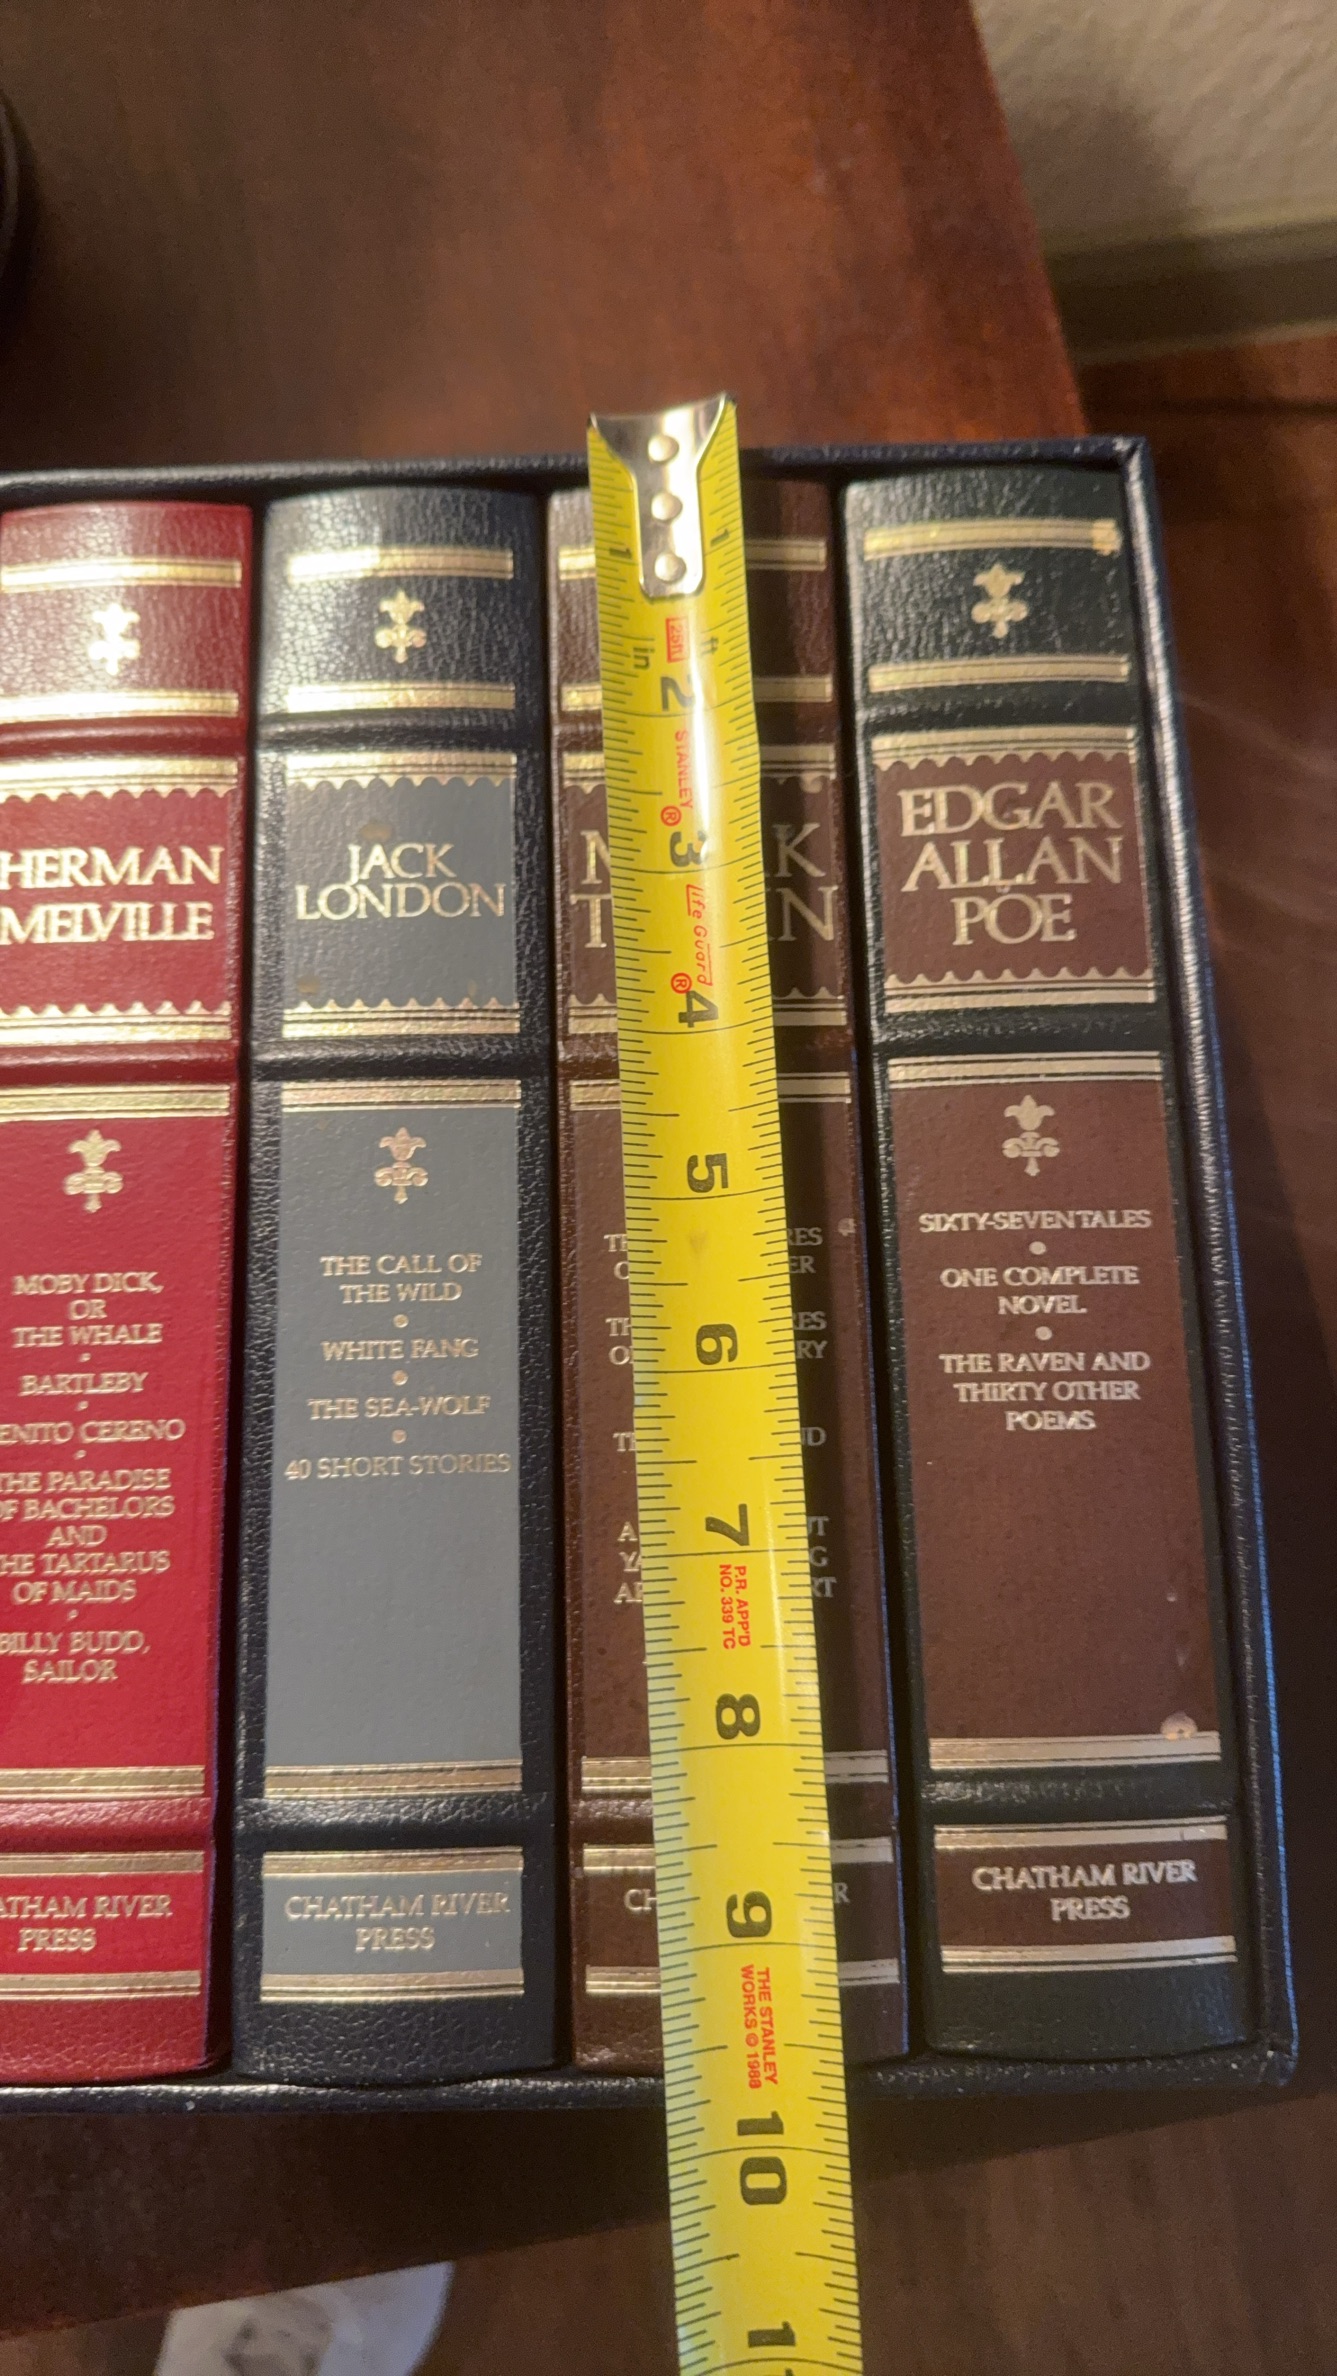 HERMAN
MELVILLE
MOBY DICK,
OR
THE WHALE
BARTLEBY
OF BACHELORS
AND
OF MAIDS
BILLY BUDD,
SAILOR
RIVER
PRESS
JACK
LONDON
THE CALL OF
THE WILD
WHITE FANG
THE SEA-WOLF
40 SHORT STORIES
CHATHAM RIVER
PRESS
1 1
25ft
in ft
2
STANLEY®
3
Life Guard®
4
5
6
7
P.R. APP'D
NO. 339 TC
8
9
THE STANLEY
WORKS © 1988
10
EDGAR
ALLAN
POE
SIXTY-SEVEN TALES
ONE COMPLETE
NOVEL
THE RAVEN AND
THIRTY OTHER
POEMS
CHATHAM RIVER
PRESS